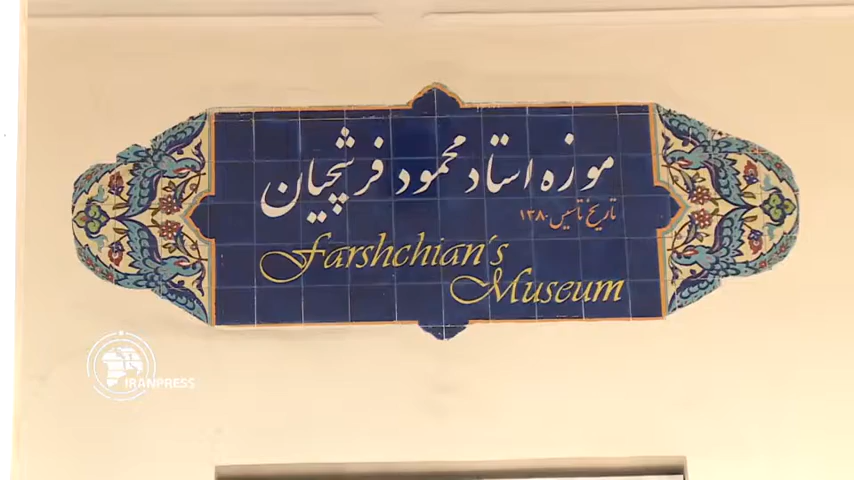 موزه استاد محمود فرشچیان
تاریخ تأسیس ۱۳۸۰
Farshchian's
Museum
IRANPRESS